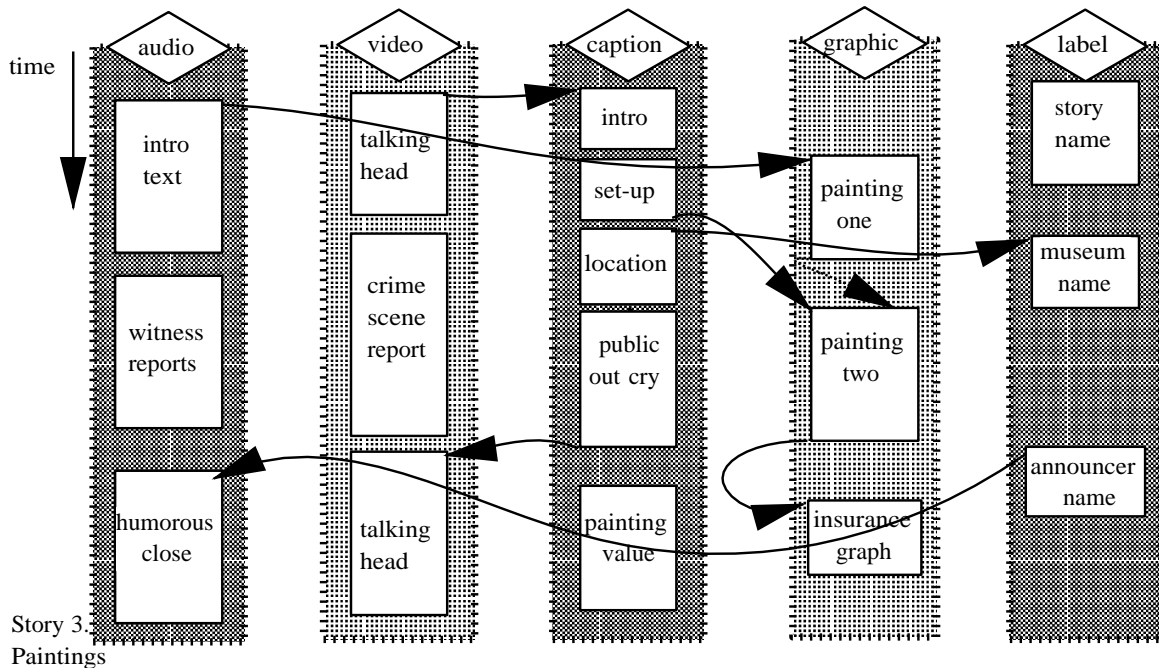 audio
video
caption
graphic
label
time
intro
text
witness
reports
humorous
close
talking
head
crime
scene
report
talking
head
intro
set-up
location
public
out cry
painting
value
painting
one
painting
two
insurance
graph
story
name
museum
name
announcer
name
Story 3.
Paintings